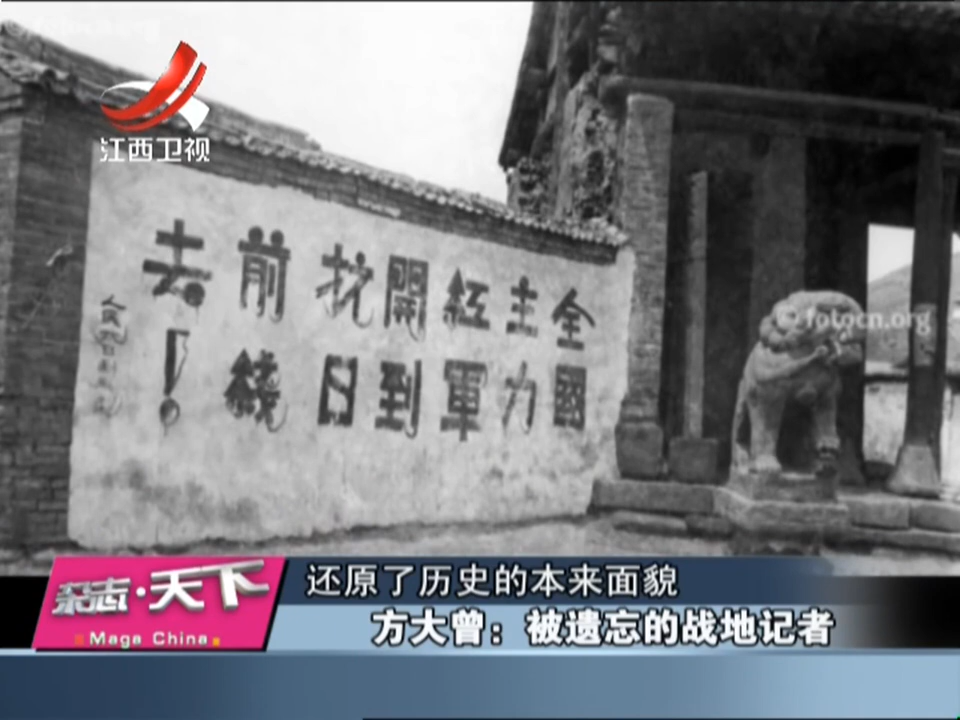 江西卫视
全國
主力
紅軍
開到
抗日
前綫
去！
© fotocn.org
还原了历史的本来面貌
杂志·天下
Maga China
方大曾：被遗忘的战地记者